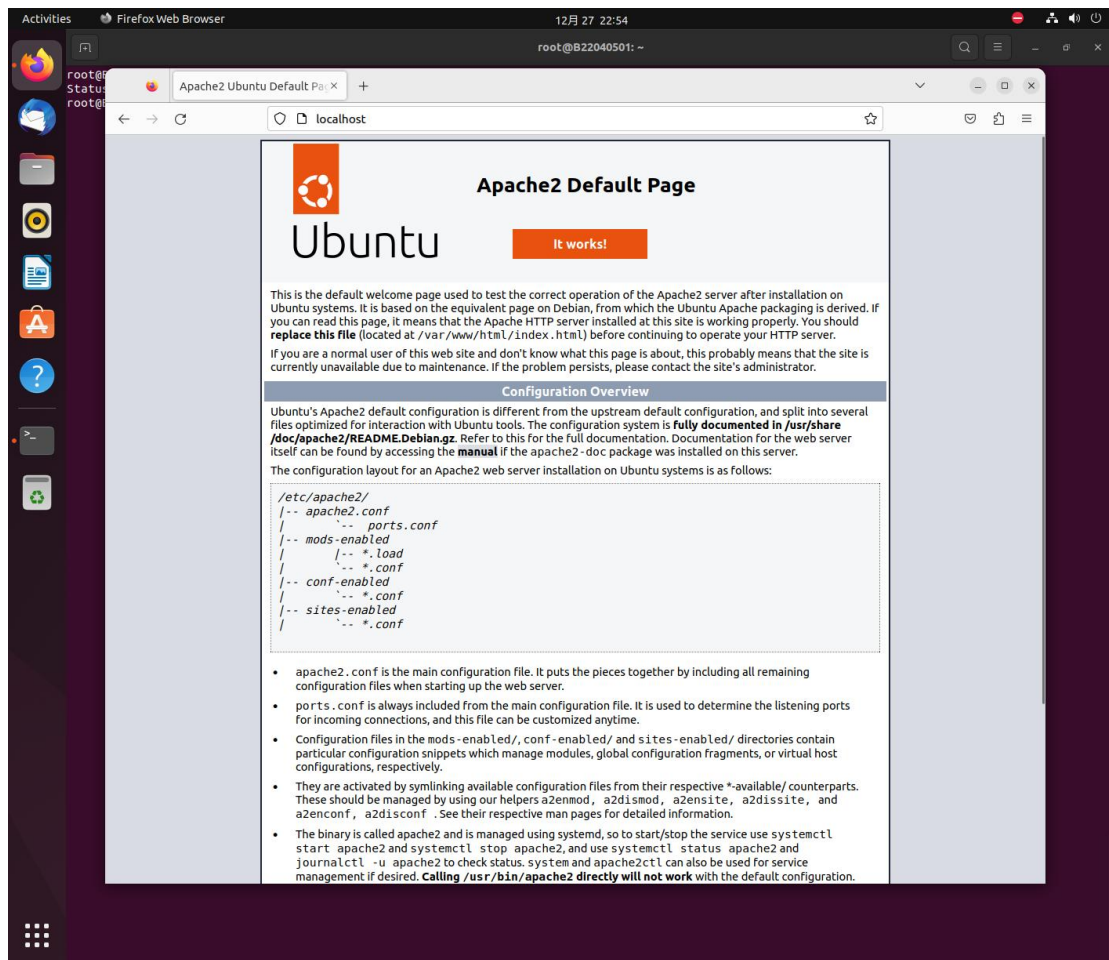 Activities Firefox Web Browser 12月 27 22:54
root@B22040501: ~
root@
Status
root@
Apache2 Ubuntu Default Pa
localhost
Apache2 Default Page
Ubuntu
It works!
This is the default welcome page used to test the correct operation of the Apache2 server after installation on
Ubuntu systems. It is based on the equivalent page on Debian, from which the Ubuntu Apache packaging is derived. If
you can read this page, it means that the Apache HTTP server installed at this site is working properly. You should
replace this file (located at /var/www/html/index.html) before continuing to operate your HTTP server.
If you are a normal user of this web site and don't know what this page is about, this probably means that the site is
currently unavailable due to maintenance. If the problem persists, please contact the site's administrator.
Configuration Overview
Ubuntu's Apache2 default configuration is different from the upstream default configuration, and split into several
files optimized for interaction with Ubuntu tools. The configuration system is fully documented in /usr/share
/doc/apache2/README.Debian.gz. Refer to this for the full documentation. Documentation for the web server
itself can be found by accessing the manual if the apache2-doc package was installed on this server.
The configuration layout for an Apache2 web server installation on Ubuntu systems is as follows:
/etc/apache2/
|-- apache2.conf
|       `--  ports.conf
|-- mods-enabled
|       |-- *.load
|       `-- *.conf
|-- conf-enabled
|       `-- *.conf
|-- sites-enabled
|       `-- *.conf
• apache2.conf is the main configuration file. It puts the pieces together by including all remaining
configuration files when starting up the web server.
• ports.conf is always included from the main configuration file. It is used to determine the listening ports
for incoming connections, and this file can be customized anytime.
• Configuration files in the mods-enabled/, conf-enabled/ and sites-enabled/ directories contain
particular configuration snippets which manage modules, global configuration fragments, or virtual host
configurations, respectively.
• They are activated by symlinking available configuration files from their respective *-available/ counterparts.
These should be managed by using our helpers a2enmod, a2dismod, a2ensite, a2dissite, and
a2enconf, a2disconf . See their respective man pages for detailed information.
• The binary is called apache2 and is managed using systemd, so to start/stop the service use systemctl
start apache2 and systemctl stop apache2, and use systemctl status apache2 and
journalctl -u apache2 to check status. system and apache2ctl can also be used for service
management if desired. Calling /usr/bin/apache2 directly will not work with the default configuration.